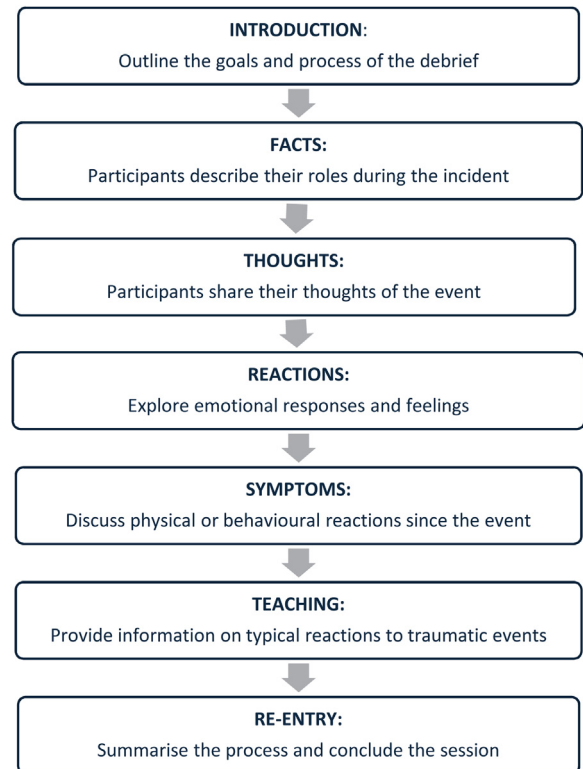 INTRODUCTION:
Outline the goals and process of the debrief
FACTS:
Participants describe their roles during the incident
THOUGHTS:
Participants share their thoughts of the event
REACTIONS:
Explore emotional responses and feelings
SYMPTOMS:
Discuss physical or behavioural reactions since the event
TEACHING:
Provide information on typical reactions to traumatic events
RE-ENTRY:
Summarise the process and conclude the session